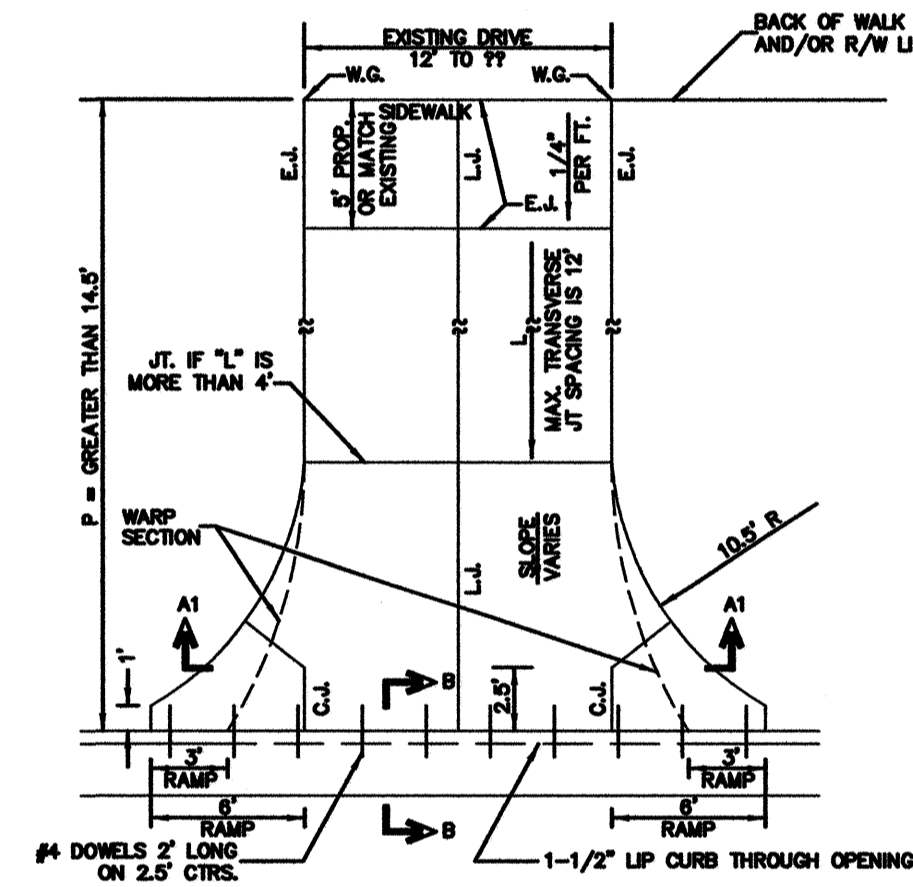 BACK OF WALK
AND/OR R/W LI
EXISTING DRIVE
12' TO ??
W.G.
W.G.
SIDEWALK
E.J.
5' PROP.
OR MATCH
EXISTING
L.J.
1/4"
PER FT.
E.J.
E.J.
P = GREATER THAN 14.5'
L
MAX. TRANSVERSE
JT SPACING IS 12'
JT. IF "L" IS
MORE THAN 4'
WARP
SECTION
SLOPE
VARIES
10.5' R
L.J.
A1
A1
1'
C.J.
B
2.5'
C.J.
3'
RAMP
3'
RAMP
6'
RAMP
6'
RAMP
B
#4 DOWELS 2' LONG
ON 2.5' CTRS.
1-1/2" LIP CURB THROUGH OPENING